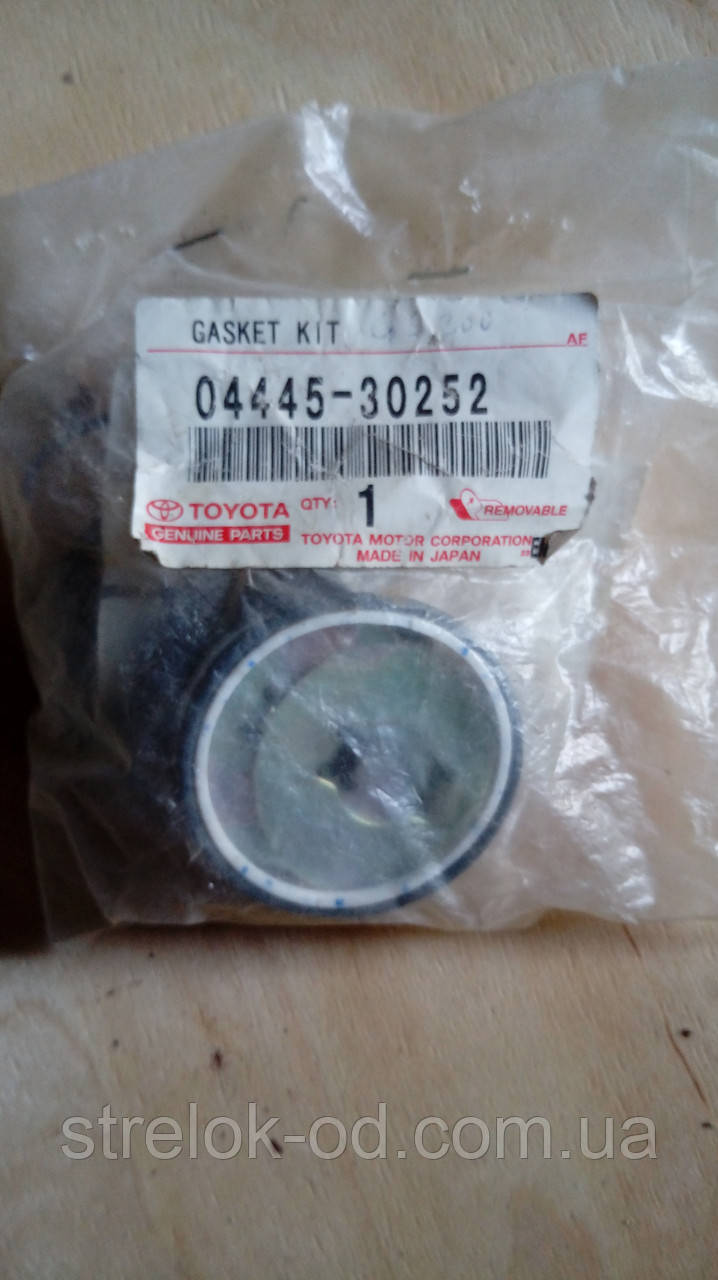 GASKET KIT
AF
04445-30252
TOYOTA QTY: 1 REMOVABLE
GENUINE PARTS TOYOTA MOTOR CORPORATION
MADE IN JAPAN
strelok-od.com.ua